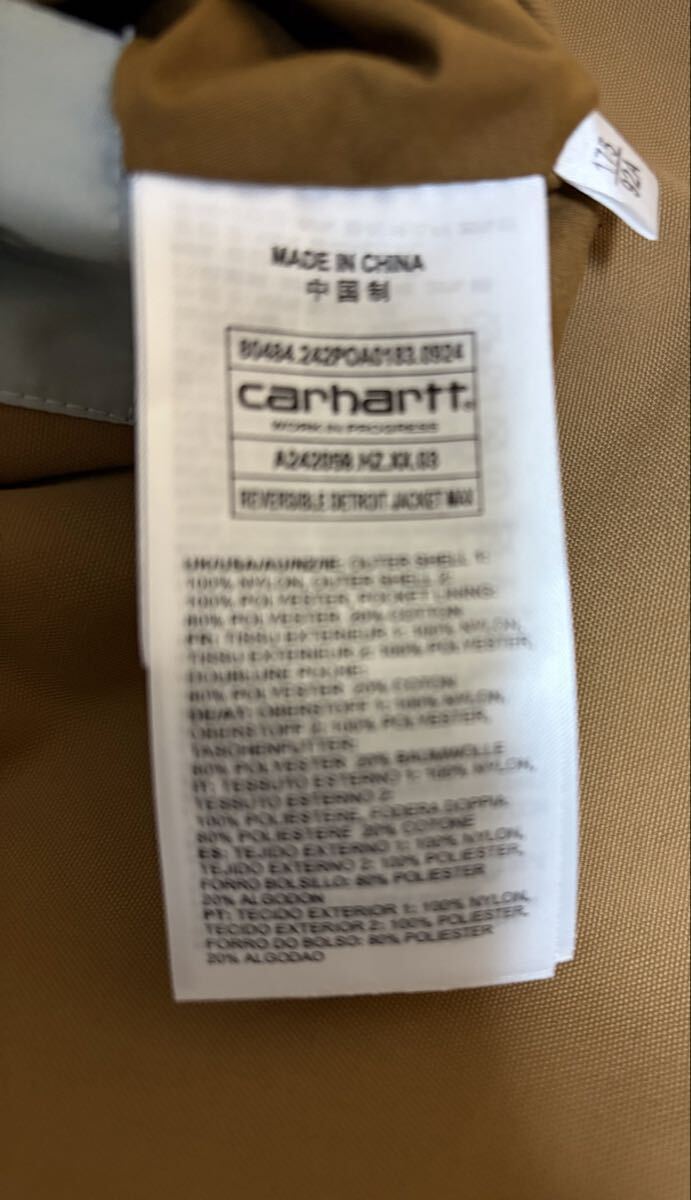 175
92A
MADE IN CHINA
中国制
80484.242POA0183.0924
carhartt
WORK IN PROGRESS
A242098.HZ.XX.03
REVERSIBLE DETROIT JACKET
UK/USA/AU/NZ/IE: OUTER SHELL 1:
100% NYLON, OUTER SHELL 2:
100% POLYESTER, POCKET LINING:
80% POLYESTER 20% COTTON
FR: TISSU EXTERIEUR 1: 100% NYLON,
TISSU EXTERIEUR 2: 100% POLYESTER,
DOUBLURE POCHE:
80% POLYESTER 20% COTON
DE/AT: OBERSTOFF 1: 100% NYLON,
OBERSTOFF 2: 100% POLYESTER,
TASCHENFUTTER:
80% POLYESTER 20% BAUMWOLLE
IT: TESSUTO ESTERNO 1: 100% NYLON,
TESSUTO ESTERNO 2:
100% POLIESTERE, FODERA DOPPIA
80% POLIESTERE 20% COTONE
ES: TEJIDO EXTERNO 1: 100% NYLON,
TEJIDO EXTERNO 2: 100% POLIESTER,
FORRO BOLSILLO: 80% POLIESTER
20% ALGODON
PT: TECIDO EXTERIOR 1: 100% NYLON,
TECIDO EXTERIOR 2: 100% POLIESTER,
FORRO DO BOLSO: 80% POLIESTER
20% ALGODAO